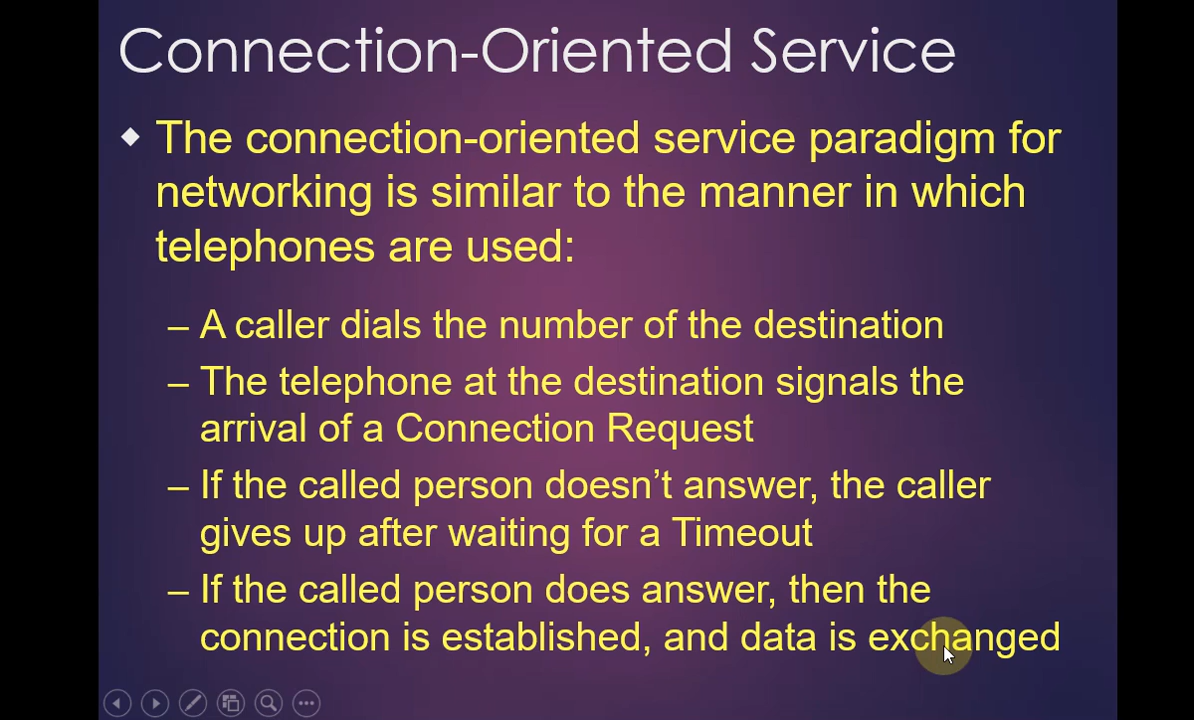 Connection-Oriented Service
The connection-oriented service paradigm for
networking is similar to the manner in which
telephones are used:
– A caller dials the number of the destination
– The telephone at the destination signals the
arrival of a Connection Request
– If the called person doesn’t answer, the caller
gives up after waiting for a Timeout
– If the called person does answer, then the
connection is established, and data is exchanged